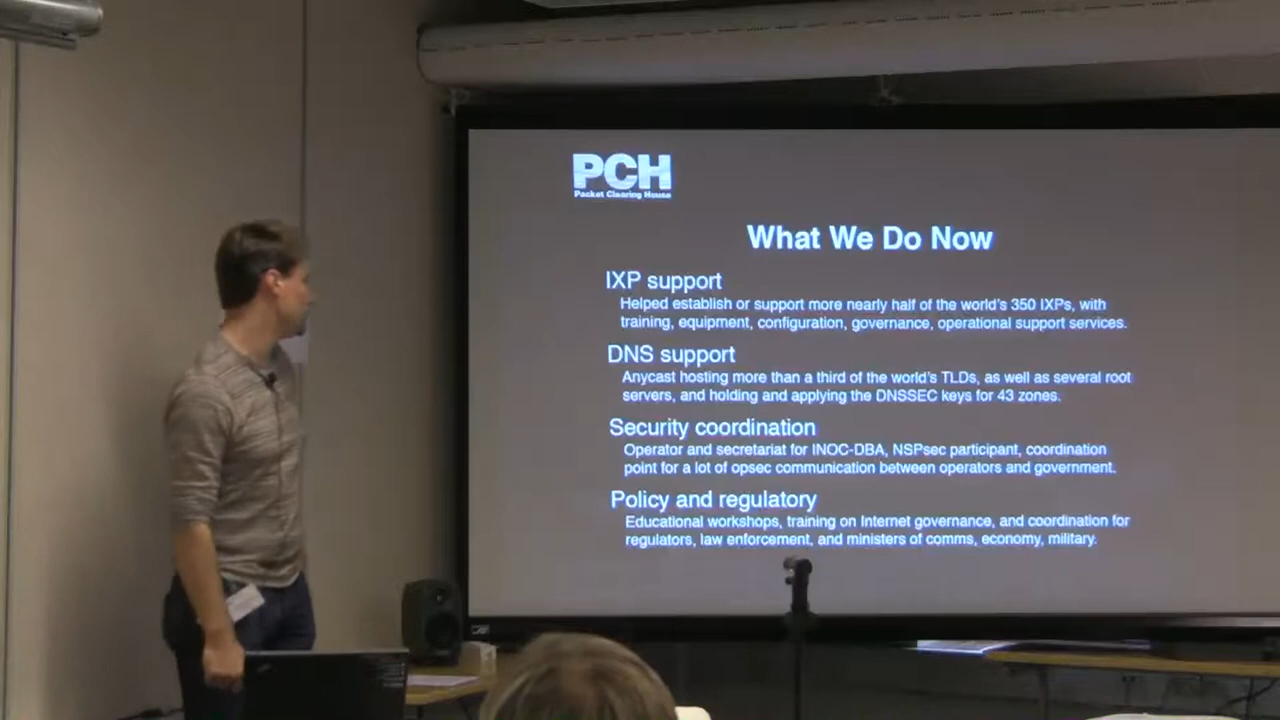 PCH
Packet Clearing House
What We Do Now
IXP support
Helped establish or support more nearly half of the world's 350 IXPs, with
training, equipment, configuration, governance, operational support services.
DNS support
Anycast hosting more than a third of the world's TLDs, as well as several root
servers, and holding and applying the DNSSEC keys for 43 zones.
Security coordination
Operator and secretariat for INOC-DBA, NSPsec participant, coordination
point for a lot of opsec communication between operators and government.
Policy and regulatory
Educational workshops, training on Internet governance, and coordination for
regulators, law enforcement, and ministers of comms, economy, military.